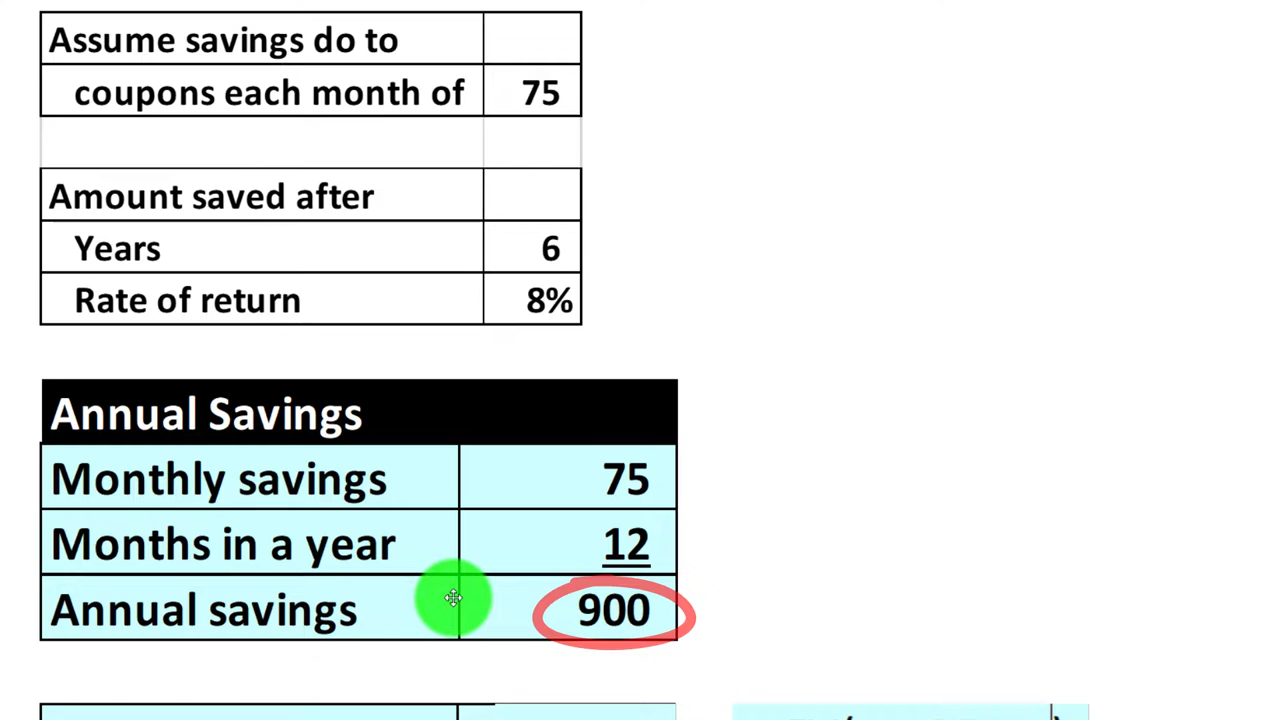 Assume savings do to
coupons each month of 75
Amount saved after
Years 6
Rate of return 8%
Annual Savings
Monthly savings 75
Months in a year 12
Annual savings 900